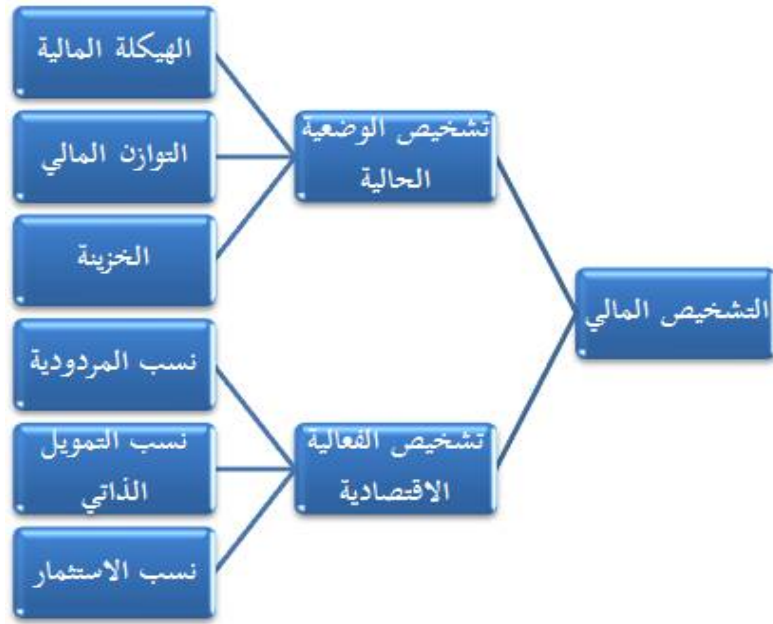 التشخيص المالي
تشخيص الوضعية
الحالية
الهيكلة المالية
التوازن المالي
الخزينة
تشخيص الفعالية
الاقتصادية
نسب المردودية
نسب التمويل
الذاتي
نسب الاستثمار